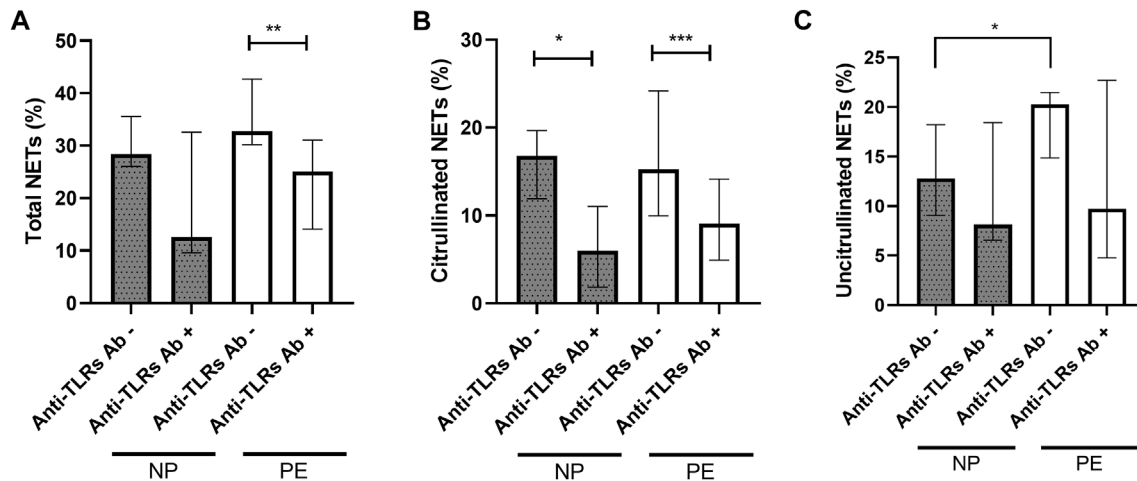 A
Total NETs (%)
50
40
30
20
10
0
**
Anti-TLRs Ab -
Anti-TLRs Ab +
Anti-TLRs Ab -
Anti-TLRs Ab +
NP
PE
B
Citrullinated NETs (%)
30
20
10
0
*
***
Anti-TLRs Ab -
Anti-TLRs Ab +
Anti-TLRs Ab -
Anti-TLRs Ab +
NP
PE
C
Uncitrullinated NETs (%)
25
20
15
10
5
0
*
Anti-TLRs Ab -
Anti-TLRs Ab +
Anti-TLRs Ab -
Anti-TLRs Ab +
NP
PE